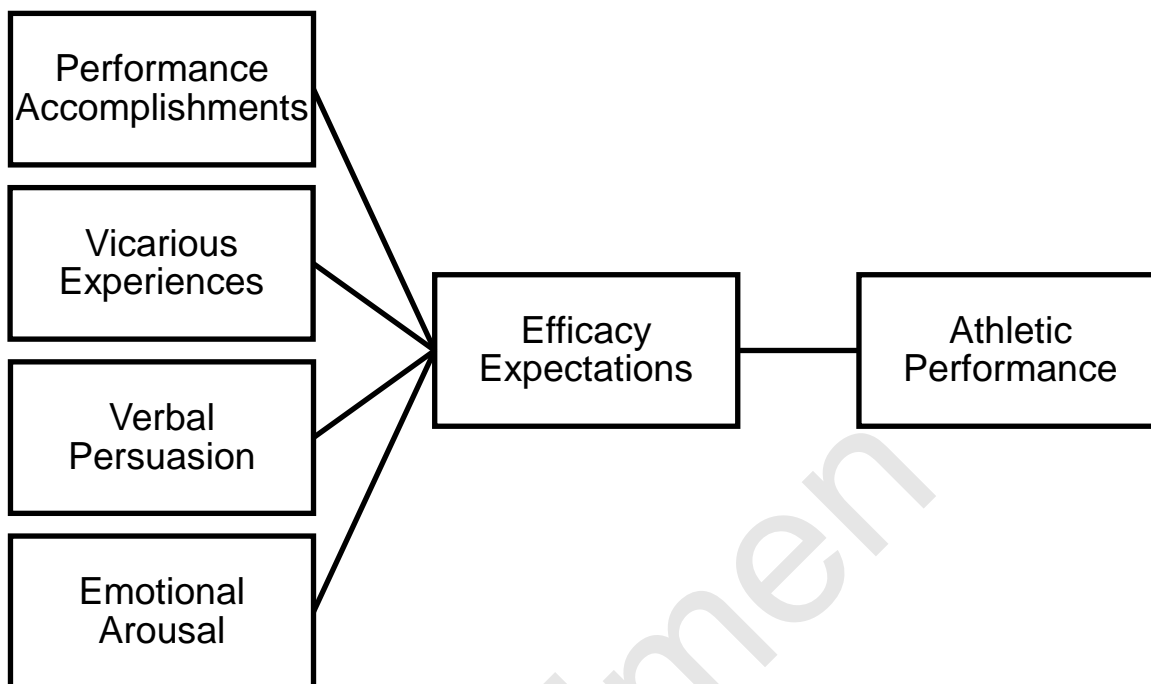 Performance
Accomplishments
Vicarious
Experiences
Verbal
Persuasion
Emotional
Arousal
Efficacy
Expectations
Athletic
Performance